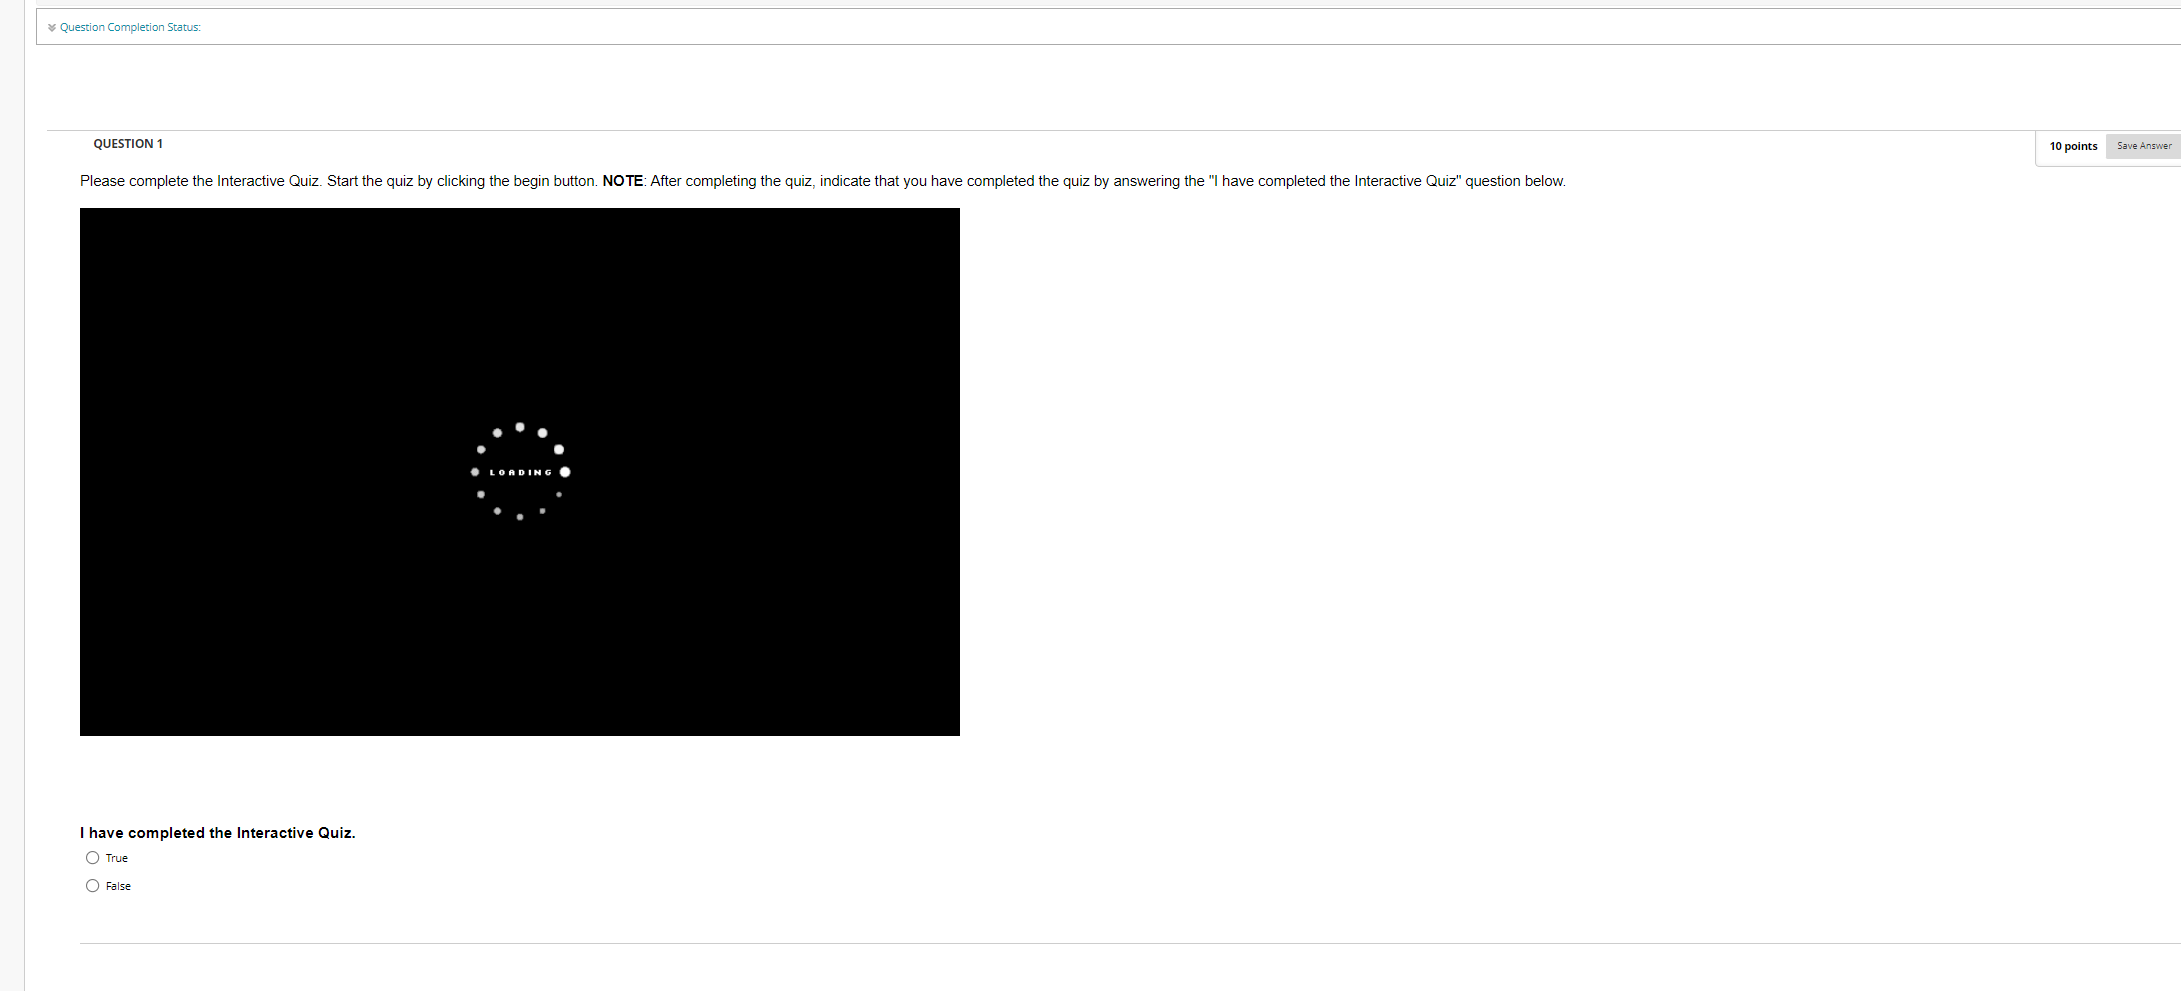 Question Completion Status:
QUESTION 1
10 points
Save Answer
Please complete the Interactive Quiz. Start the quiz by clicking the begin button. NOTE: After completing the quiz, indicate that you have completed the quiz by answering the "I have completed the Interactive Quiz" question below.
LOADING
I have completed the Interactive Quiz.
True
False